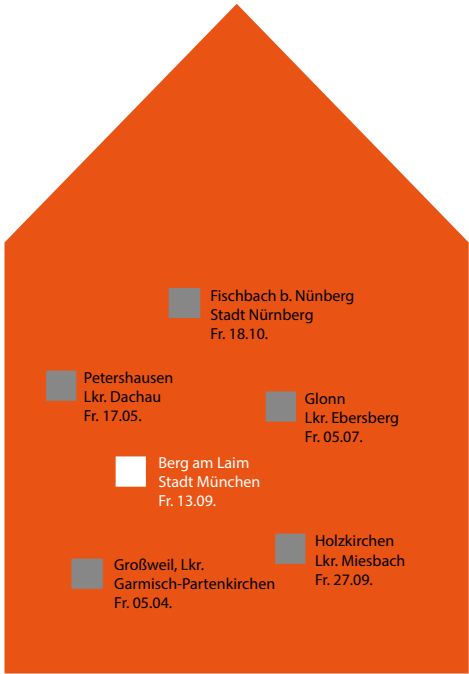 Fischbach b. Nünberg
Stadt Nürnberg
Fr. 18.10.
Petershausen
Lkr. Dachau
Fr. 17.05.
Glonn
Lkr. Ebersberg
Fr. 05.07.
Berg am Laim
Stadt München
Fr. 13.09.
Holzkirchen
Lkr. Miesbach
Fr. 27.09.
Großweil, Lkr.
Garmisch-Partenkirchen
Fr. 05.04.